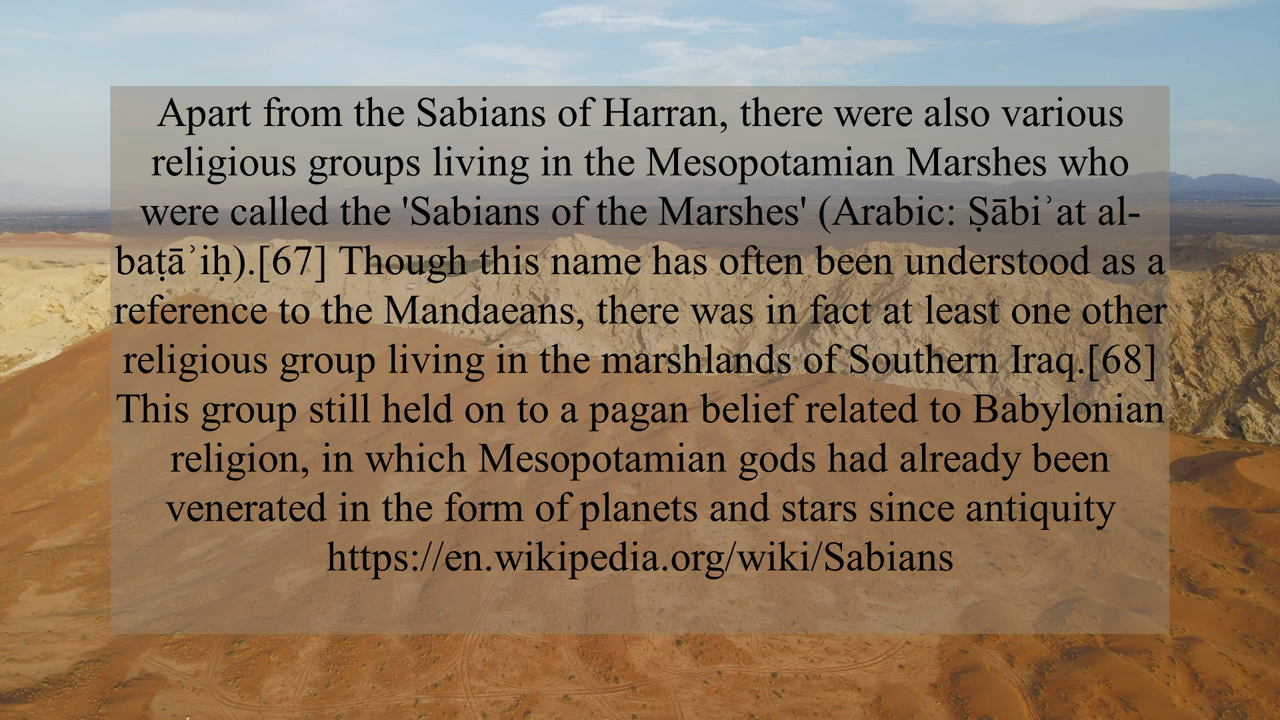 Apart from the Sabians of Harran, there were also various
religious groups living in the Mesopotamian Marshes who
were called the 'Sabians of the Marshes' (Arabic: Ṣābiʾat al-
baṭāʾiḥ).[67] Though this name has often been understood as a
reference to the Mandaeans, there was in fact at least one other
religious group living in the marshlands of Southern Iraq.[68]
This group still held on to a pagan belief related to Babylonian
religion, in which Mesopotamian gods had already been
venerated in the form of planets and stars since antiquity
https://en.wikipedia.org/wiki/Sabians